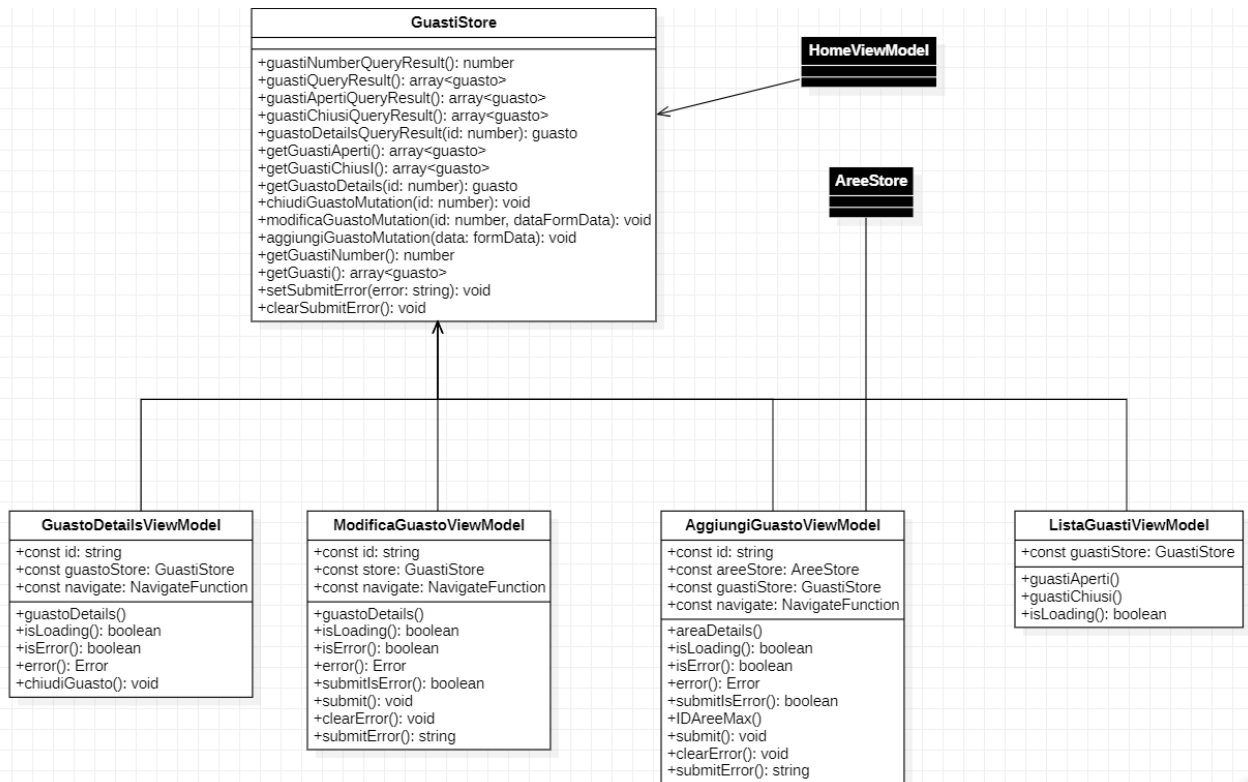 GuastiStore
+guastiNumberQueryResult(): number
+guastiQueryResult(): array<guasto>
+guastiApertiQueryResult(): array<guasto>
+guastiChiusiQueryResult(): array<guasto>
+guastoDetailsQueryResult(id: number): guasto
+getGuastiAperti(): array<guasto>
+getGuastiChiusI(): array<guasto>
+getGuastoDetails(id: number): guasto
+chiudiGuastoMutation(id: number): void
+modificaGuastoMutation(id: number, dataFormData): void
+aggiungiGuastoMutation(data: formData): void
+getGuastiNumber(): number
+getGuasti(): array<guasto>
+setSubmitError(error: string): void
+clearSubmitError(): void
HomeViewModel
AreeStore
GuastoDetailsViewModel
+const id: string
+const guastoStore: GuastiStore
+const navigate: NavigateFunction
+guastoDetails()
+isLoading(): boolean
+isError(): boolean
+error(): Error
+chiudiGuasto(): void
ModificaGuastoViewModel
+const id: string
+const store: GuastiStore
+const navigate: NavigateFunction
+guastoDetails()
+isLoading(): boolean
+isError(): boolean
+error(): Error
+submitIsError(): boolean
+submit(): void
+clearError(): void
+submitError(): string
AggiungiGuastoViewModel
+const id: string
+const areeStore: AreeStore
+const guastiStore: GuastiStore
+const navigate: NavigateFunction
+areaDetails()
+isLoading(): boolean
+isError(): boolean
+error(): Error
+submitIsError(): boolean
+IDAreeMax()
+submit(): void
+clearError(): void
+submitError(): string
ListaGuastiViewModel
+const guastiStore: GuastiStore
+guastiAperti()
+guastiChiusi()
+isLoading(): boolean